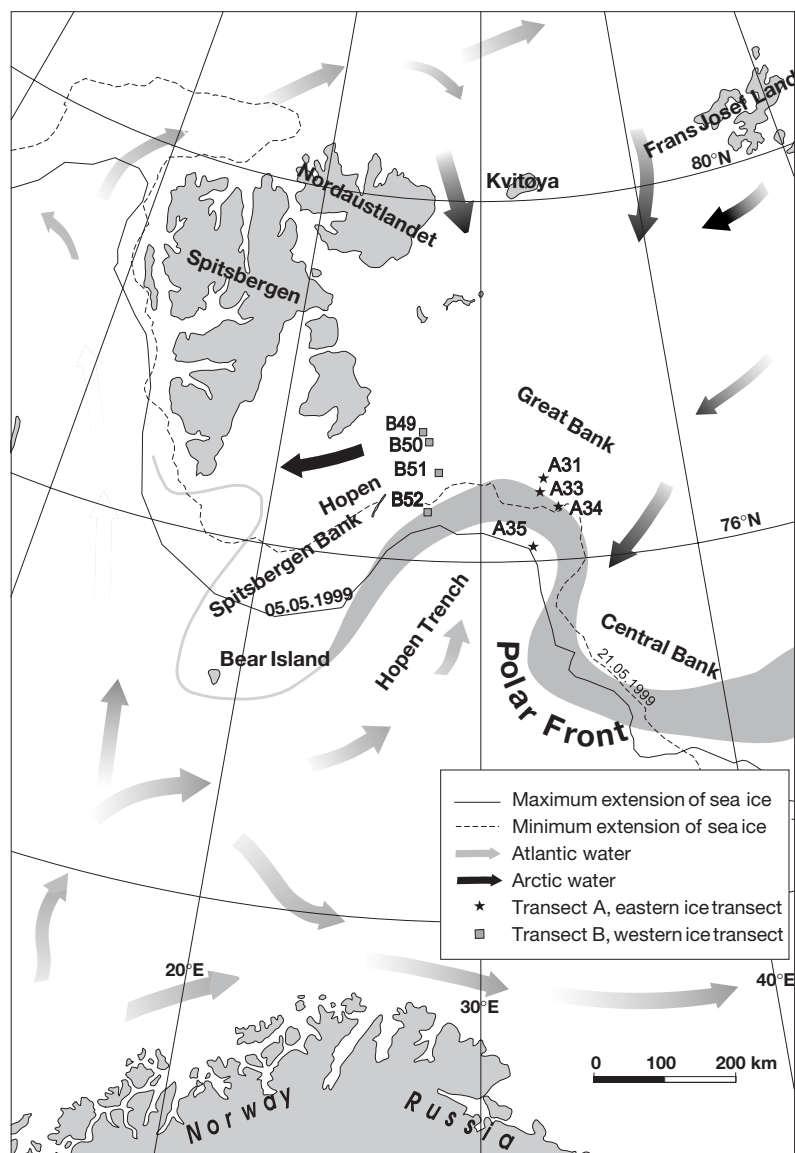 Frans Josef Land
80°N
Kvitøya
Nordaustlandet
Spitsbergen
Great Bank
B49
B50
B51
B52
A31
A33
A34
A35
Hopen
76°N
Spitsbergen Bank
05.05.1999
Hopen Trench
Bear Island
Central Bank
21.05.1999
Polar Front
Maximum extension of sea ice
Minimum extension of sea ice
Atlantic water
Arctic water
Transect A, eastern ice transect
Transect B, western ice transect
20°E
40°E
30°E
0 100 200 km
Norway
Russia